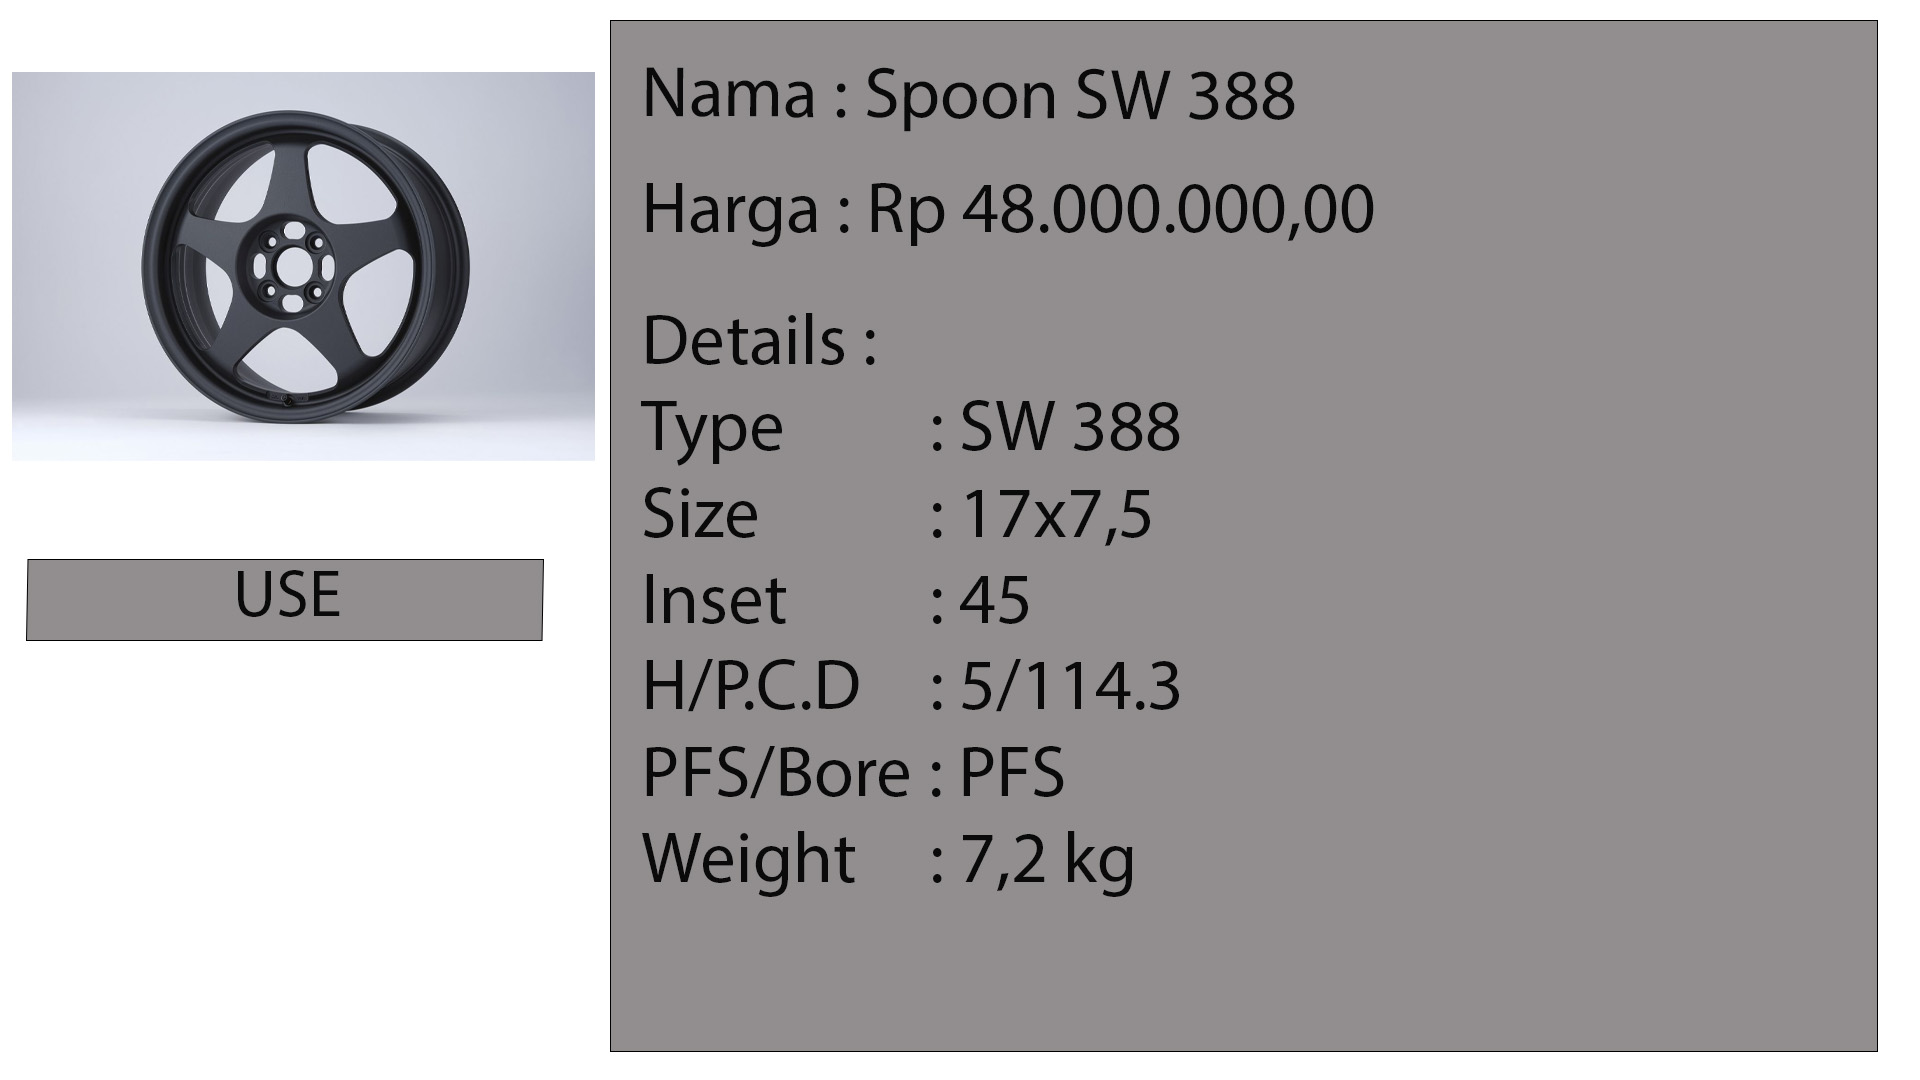 Nama : Spoon SW 388
Harga : Rp 48.000.000,00
Details :
Type : SW 388
Size : 17x7,5
Inset : 45
H/P.C.D : 5/114.3
PFS/Bore : PFS
Weight : 7,2 kg
USE